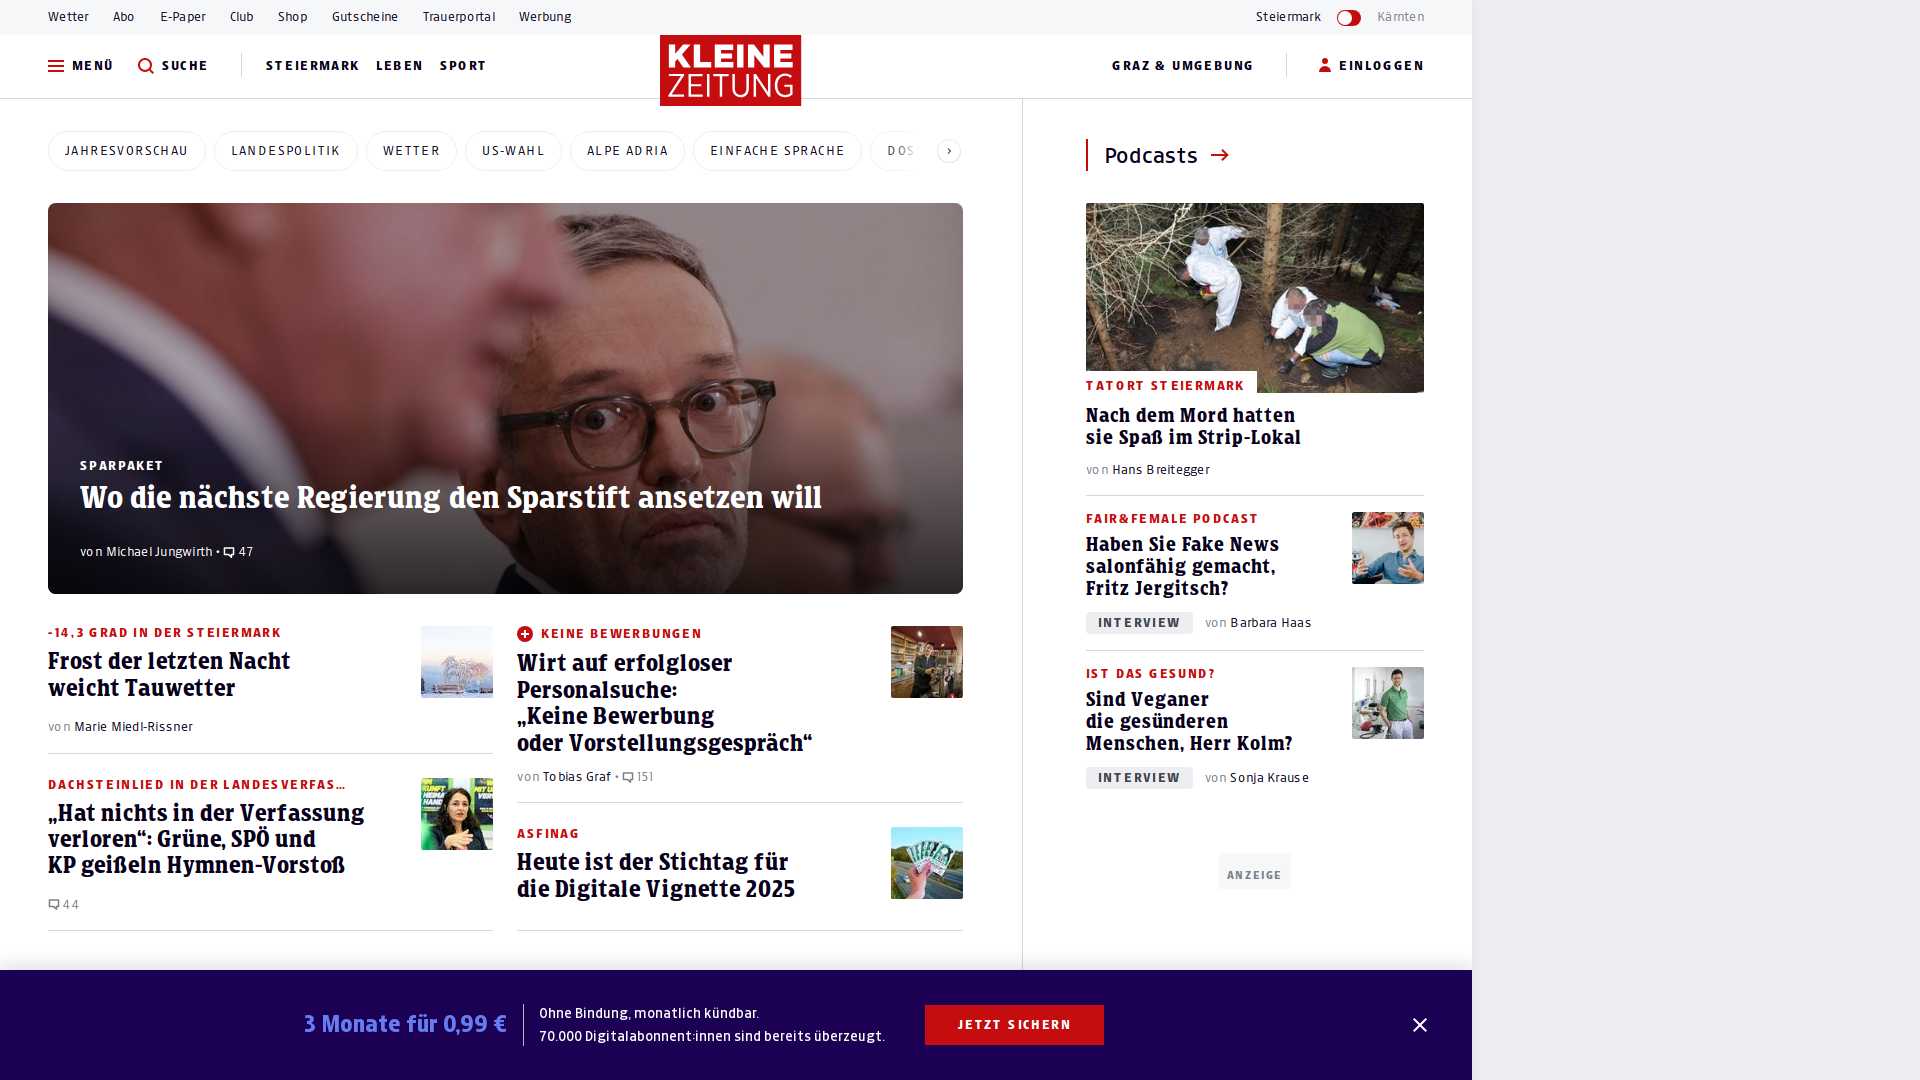 Wetter Abo E-Paper Club Shop Gutscheine Trauerportal Werbung
Steiermark Kärnten
MENÜ SUCHE STEIERMARK LEBEN SPORT
KLEINE
ZEITUNG
GRAZ & UMGEBUNG EINLOGGEN
JAHRESVORSCHAU LANDESPOLITIK WETTER US-WAHL ALPE ADRIA EINFACHE SPRACHE DOS
SPARPAKET
Wo die nächste Regierung den Sparstift ansetzen will
von Michael Jungwirth • 47
-14,3 GRAD IN DER STEIERMARK
Frost der letzten Nacht
weicht Tauwetter
von Marie Miedl-Rissner
DACHSTEINLIED IN DER LANDESVERFAS…
„Hat nichts in der Verfassung
verloren“: Grüne, SPÖ und
KP geißeln Hymnen-Vorstoß
44
KEINE BEWERBUNGEN
Wirt auf erfolgloser
Personalsuche:
„Keine Bewerbung
oder Vorstellungsgespräch“
von Tobias Graf • 151
ASFINAG
Heute ist der Stichtag für
die Digitale Vignette 2025
Podcasts
TATORT STEIERMARK
Nach dem Mord hatten
sie Spaß im Strip-Lokal
von Hans Breitegger
FAIR&FEMALE PODCAST
Haben Sie Fake News
salonfähig gemacht,
Fritz Jergitsch?
INTERVIEW von Barbara Haas
IST DAS GESUND?
Sind Veganer
die gesünderen
Menschen, Herr Kolm?
INTERVIEW von Sonja Krause
ANZEIGE
3 Monate für 0,99 €
Ohne Bindung, monatlich kündbar.
70.000 Digitalabonnent:innen sind bereits überzeugt.
JETZT SICHERN